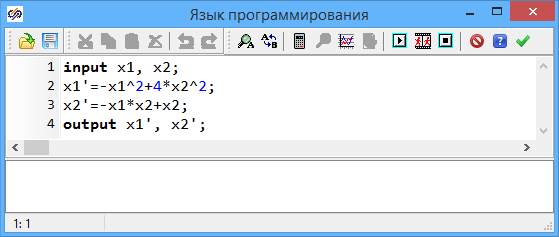 Язык программирования
1 input x1, x2;
2 x1'=-x1^2+4*x2^2;
3 x2'=-x1*x2+x2;
4 output x1', x2';
1: 1